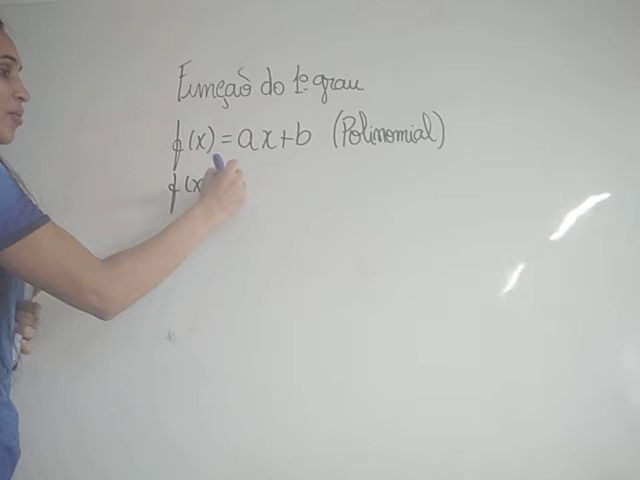 Função do 1º grau
f(x) = ax+b (Polinomial)
f(x